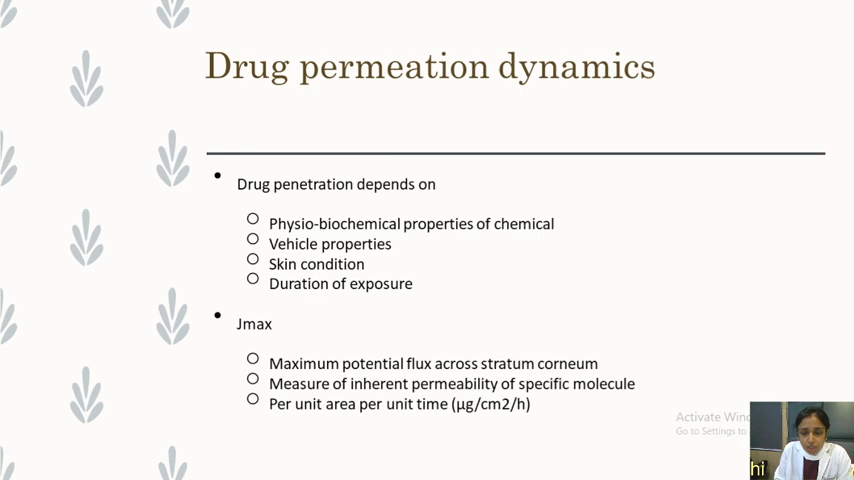 Drug permeation dynamics
Drug penetration depends on
Physio-biochemical properties of chemical
Vehicle properties
Skin condition
Duration of exposure
Jmax
Maximum potential flux across stratum corneum
Measure of inherent permeability of specific molecule
Per unit area per unit time (µg/cm2/h)
Activate
Go to Settings to
hi